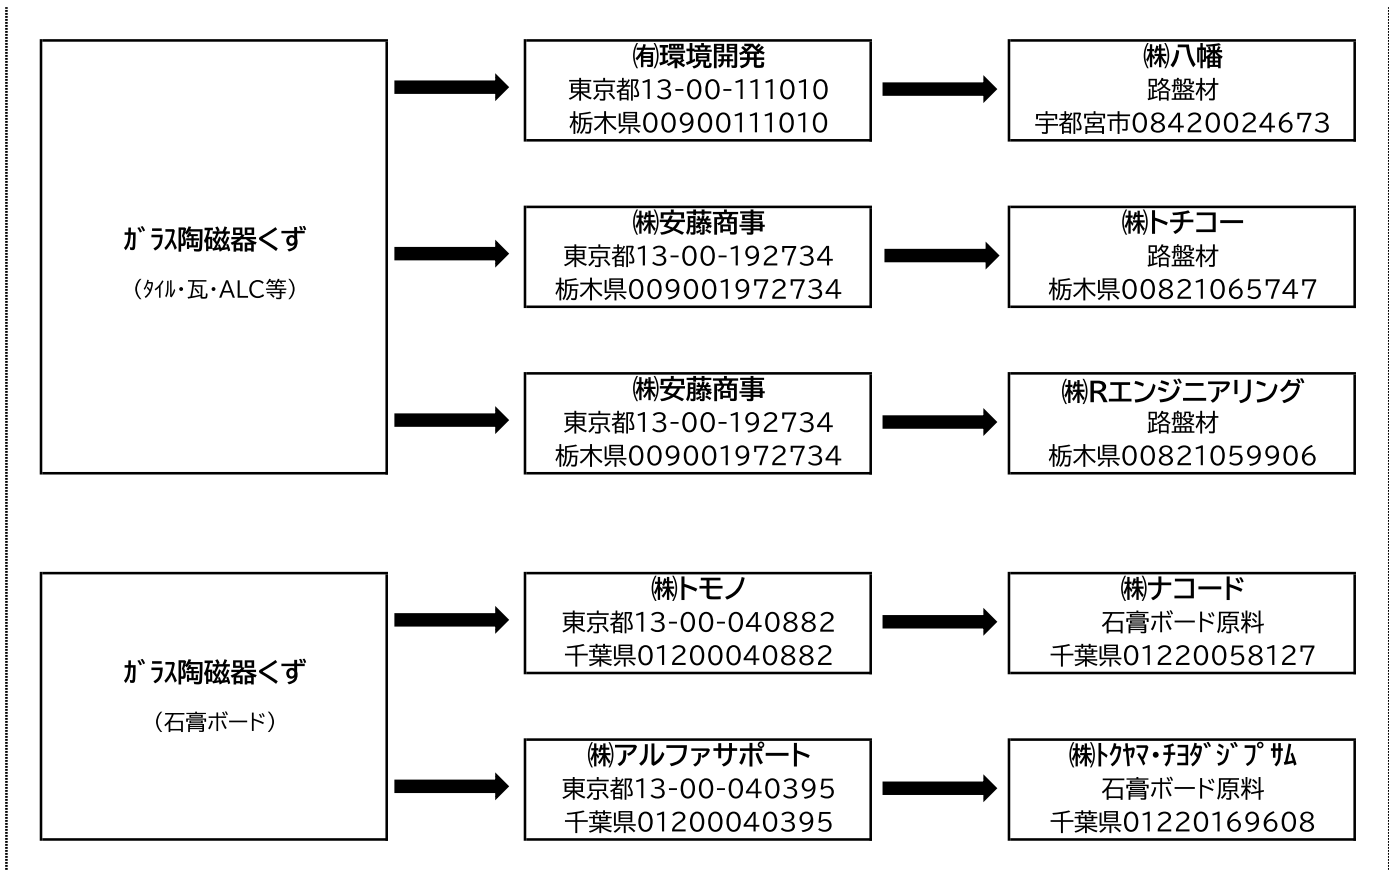 ｶﾞﾗｽ陶磁器くず
（ﾀｲﾙ・瓦・ALC等）
㈲環境開発
東京都13-00-111010
栃木県00900111010
㈱八幡
路盤材
宇都宮市08420024673
㈱安藤商事
東京都13-00-192734
栃木県009001972734
㈱トチコー
路盤材
栃木県00821065747
㈱安藤商事
東京都13-00-192734
栃木県009001972734
㈱Rエンジニアリング
路盤材
栃木県00821059906
ｶﾞﾗｽ陶磁器くず
（石膏ボード）
㈱トモノ
東京都13-00-040882
千葉県01200040882
㈱ナコード
石膏ボード原料
千葉県01220058127
㈱アルファサポート
東京都13-00-040395
千葉県01200040395
㈱ﾄｸﾔﾏ・ﾁﾖﾀﾞｼﾞﾌﾟｻﾑ
石膏ボード原料
千葉県01220169608